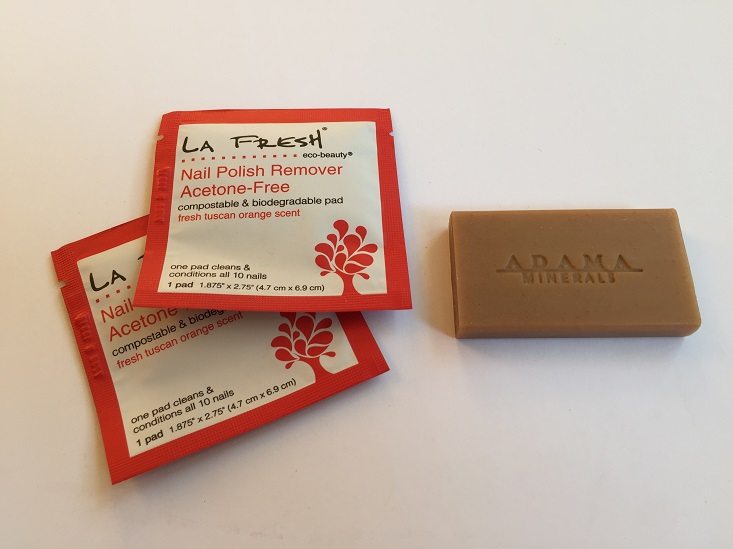 LA FRESH®
eco-beauty®
Nail Polish Remover
Acetone-Free
compostable & biodegradable pad
fresh tuscan orange scent
one pad cleans &
conditions all 10 nails
1 pad 1.875" x 2.75" (4.7 cm x 6.9 cm)
LA
Nail
Acetone
compostable & biodeg
fresh tuscan orange scent
one pad cleans &
conditions all 10 nails
1 pad 1.875" x 2.75" (4.7 cm x 6.9 cm)
ADAMA
MINERALS